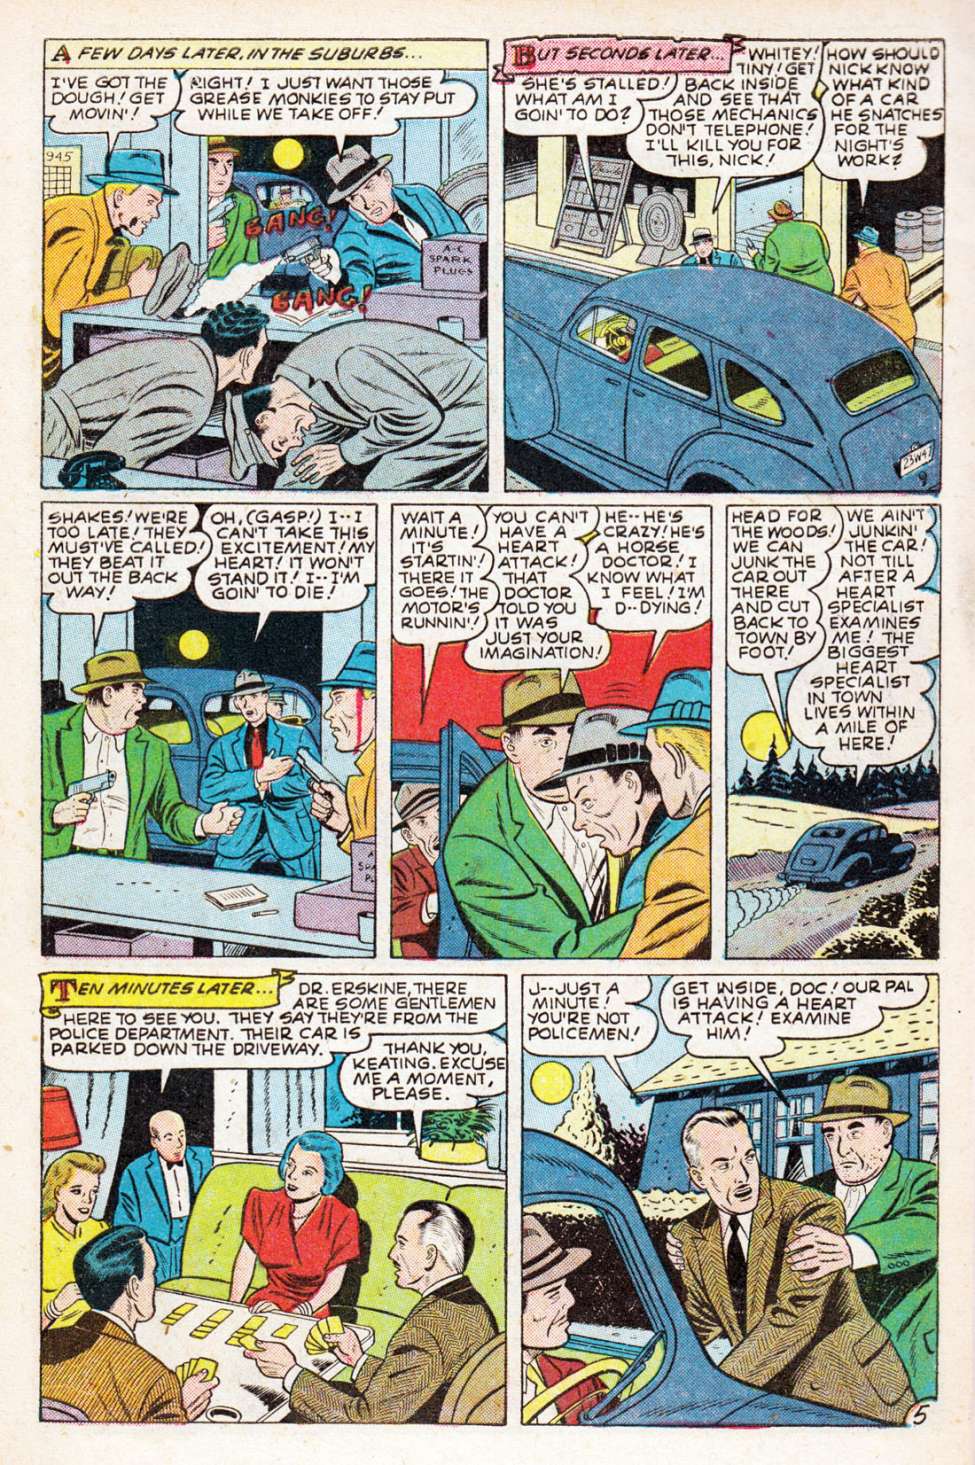 A FEW DAYS LATER, IN THE SUBURBS...
I'VE GOT THE
DOUGH! GET
MOVIN'!
RIGHT! I JUST WANT THOSE
GREASE MONKIES TO STAY PUT
WHILE WE TAKE OFF!
945
BANG!
BANG!
A-C
SPARK
PLUGS
BUT SECONDS LATER...
SHE'S STALLED!
WHAT AM I
GOIN' TO DO?
WHITEY!
TINY! GET
BACK INSIDE
AND SEE THAT
THOSE MECHANICS
DON'T TELEPHONE!
I'LL KILL YOU FOR
THIS, NICK!
HOW SHOULD
NICK KNOW
WHAT KIND
OF A CAR
HE SNATCHES
FOR THE
NIGHT'S
WORK?
SHAKES! WE'RE
TOO LATE! THEY
MUST'VE CALLED!
THEY BEAT IT
OUT THE BACK
WAY!
OH, (GASP!) I--I
CAN'T TAKE THIS
EXCITEMENT! MY
HEART! IT WON'T
STAND IT! I--I'M
GOIN' TO DIE!
WAIT A
MINUTE!
IT'S
STARTIN'!
THERE IT
GOES! THE
MOTOR'S
RUNNIN'!
YOU CAN'T
HAVE A
HEART
ATTACK!
THAT
DOCTOR
TOLD YOU
IT WAS
JUST YOUR
IMAGINATION!
HE--HE'S
CRAZY! HE'S
A HORSE
DOCTOR! I
KNOW WHAT
I FEEL! I'M
D--DYING!
HEAD FOR
THE WOODS!
WE CAN
JUNK THE
CAR OUT
THERE
AND CUT
BACK TO
TOWN BY
FOOT!
WE AIN'T
JUNKIN'
THE CAR!
NOT TILL
AFTER A
HEART
SPECIALIST
EXAMINES
ME! THE
BIGGEST
HEART
SPECIALIST
IN TOWN
LIVES WITHIN
A MILE OF
HERE!
TEN MINUTES LATER...
DR. ERSKINE, THERE
ARE SOME GENTLEMEN
HERE TO SEE YOU. THEY SAY THEY'RE FROM THE
POLICE DEPARTMENT. THEIR CAR IS
PARKED DOWN THE DRIVEWAY.
THANK YOU,
KEATING. EXCUSE
ME A MOMENT,
PLEASE.
J--JUST A
MINUTE!
YOU'RE NOT
POLICEMEN!
GET INSIDE, DOC! OUR PAL
IS HAVING A HEART
ATTACK! EXAMINE
HIM!
5